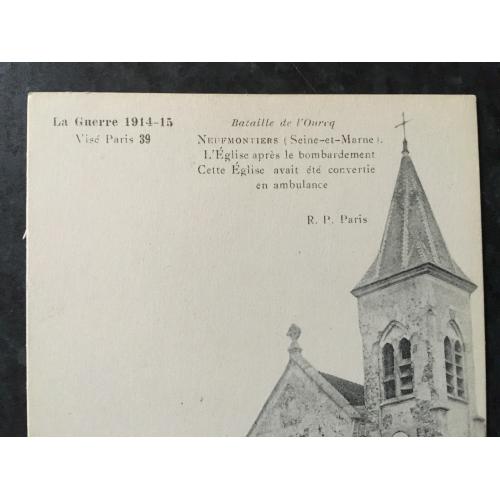 La Guerre 1914-15
Visé Paris 39
Bataille de l'Ourcq
NEUFMONTIERS (Seine-et-Marne).
L'Église après le bombardement
Cette Église avait été convertie
en ambulance
R. P. Paris